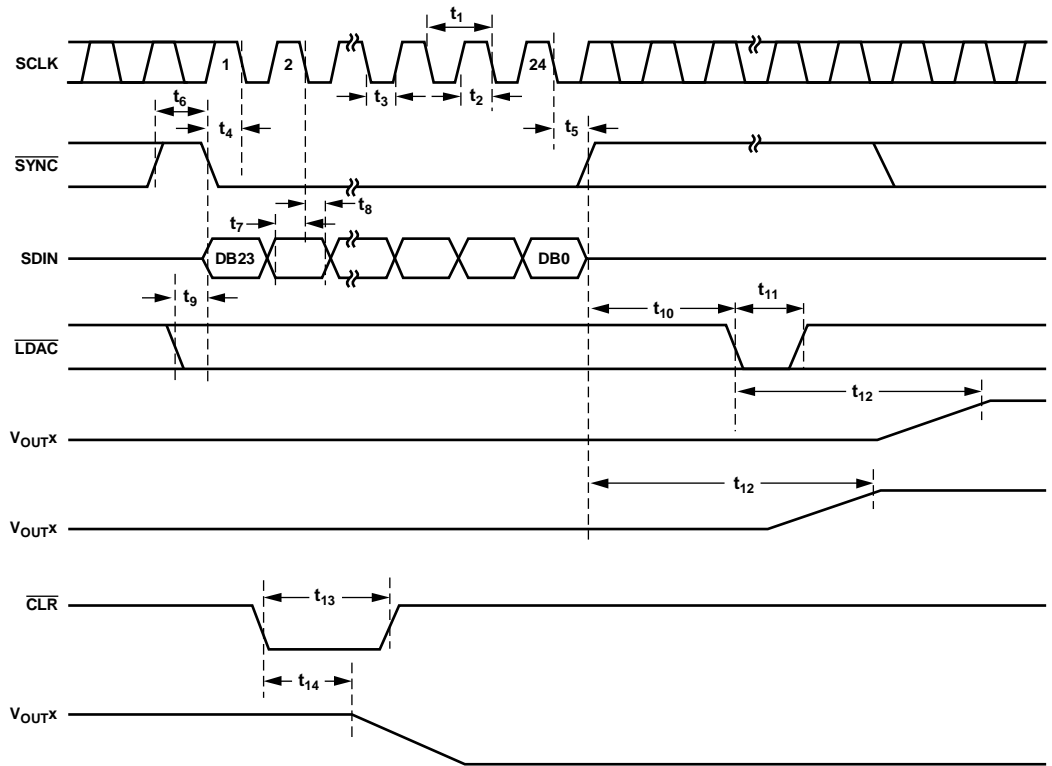 t1
SCLK 1 2 24
t6 t3 t2
t4 t5
SYNC
t7 t8
SDIN DB23 DB0
t9 t10 t11
LDAC
t12
VOUTX
t12
VOUTX
CLR t13
t14
VOUTX